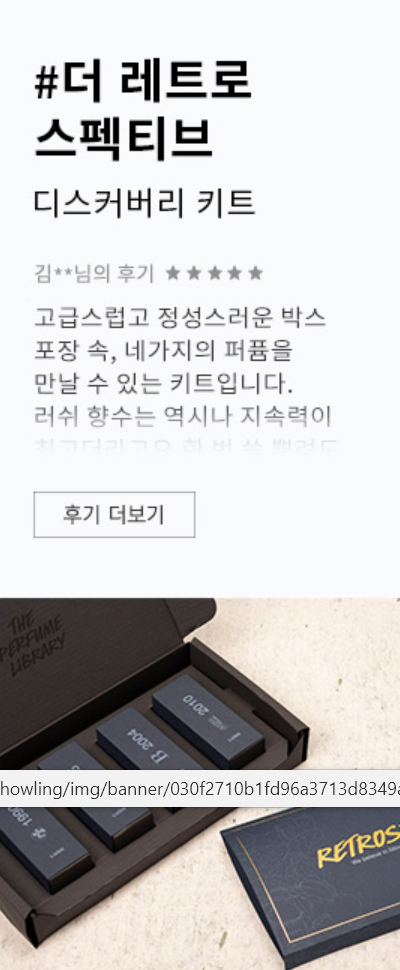 #더 레트로
스펙티브
디스커버리 키트
김**님의 후기 ★★★★★
고급스럽고 정성스러운 박스
포장 속, 네가지의 퍼퓸을
만날 수 있는 키트입니다.
러쉬 향수는 역시나 지속력이
후기 더보기
THE
PERFUME
LIBRARY
2010
B 2004
howling/img/banner/030f2710b1fd96a3713d8349a
1990
RETROS